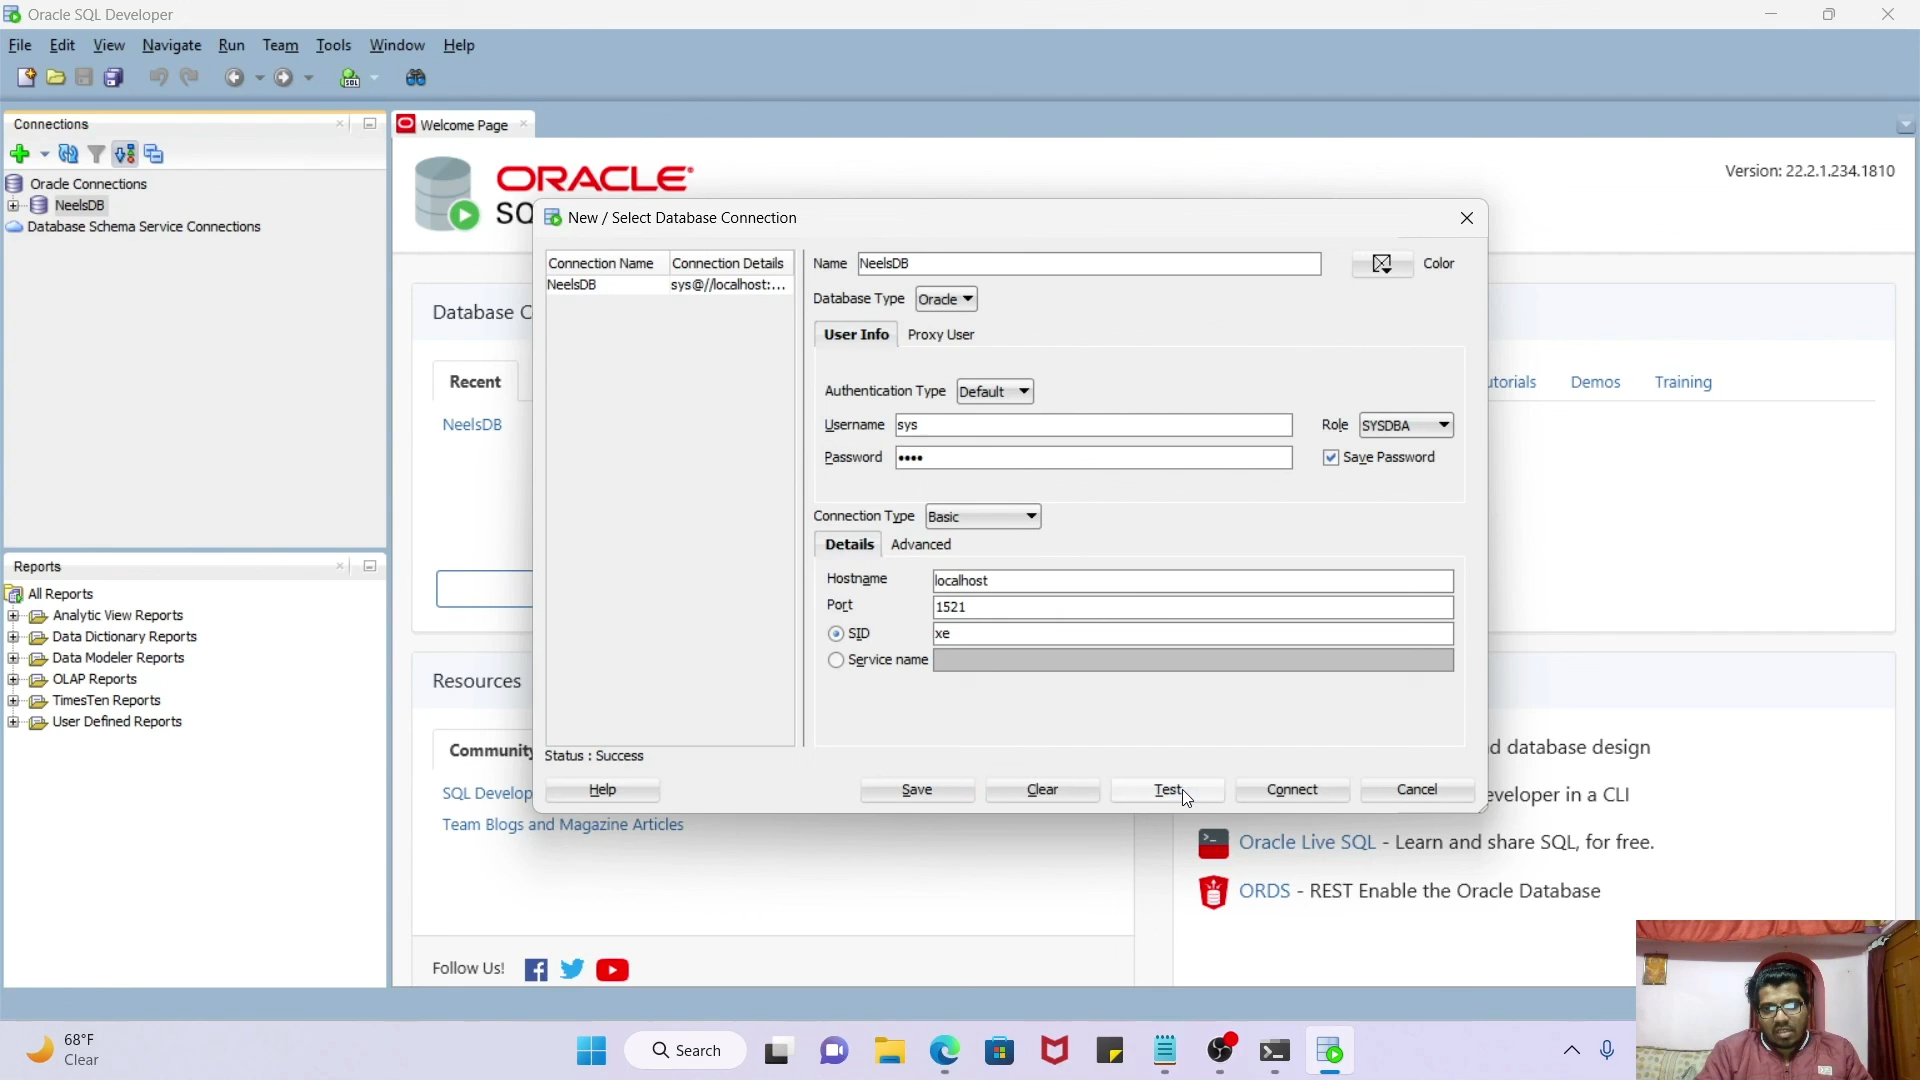 Oracle SQL Developer
File Edit View Navigate Run Team Tools Window Help
Connections
Oracle Connections
NeelsDB
Database Schema Service Connections
Reports
All Reports
Analytic View Reports
Data Dictionary Reports
Data Modeler Reports
OLAP Reports
TimesTen Reports
User Defined Reports
Welcome Page
ORACLE
SQ
Version: 22.2.1.234.1810
Database C
Recent
NeelsDB
utorials Demos Training
New / Select Database Connection
Connection Name Connection Details
NeelsDB sys@//localhost:...
Name NeelsDB Color
Database Type Oracle
User Info Proxy User
Authentication Type Default
Username sys Role SYSDBA
Password •••• Save Password
Connection Type Basic
Details Advanced
Hostname localhost
Port 1521
SID xe
Service name
Status : Success
Help Save Clear Test Connect Cancel
Resources
Community
SQL Develop
Team Blogs and Magazine Articles
d database design
eveloper in a CLI
Oracle Live SQL - Learn and share SQL, for free.
ORDS - REST Enable the Oracle Database
Follow Us!
68°F
Clear
Search